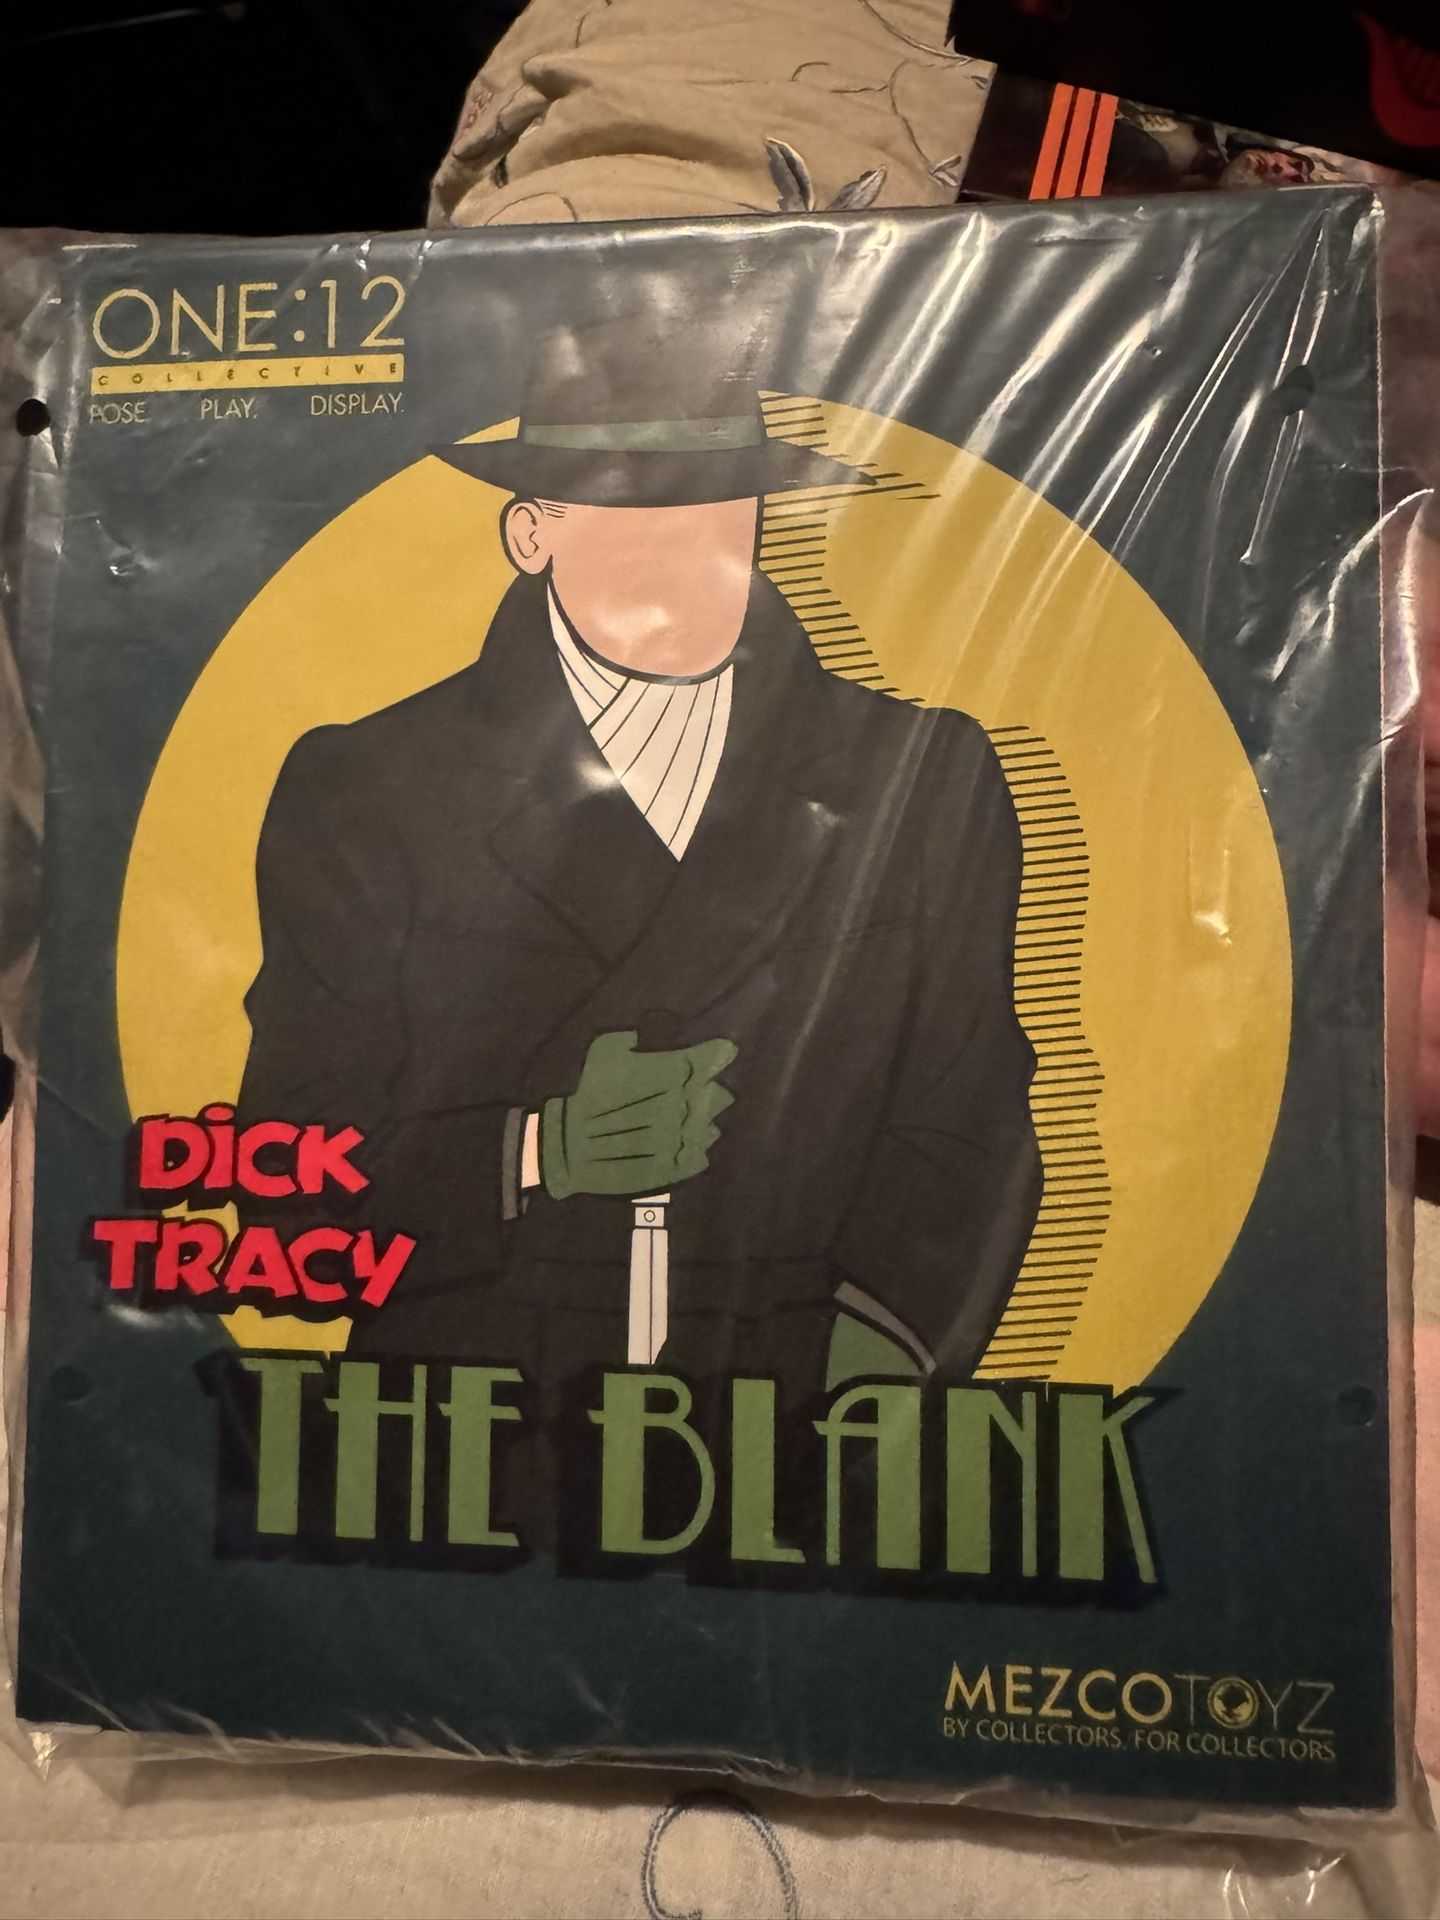 ONE:12
COLLECTIVE
POSE PLAY. DISPLAY.
DiCK
TRACY
THE BLANK
MEZCOTOYZ
BY COLLECTORS. FOR COLLECTORS